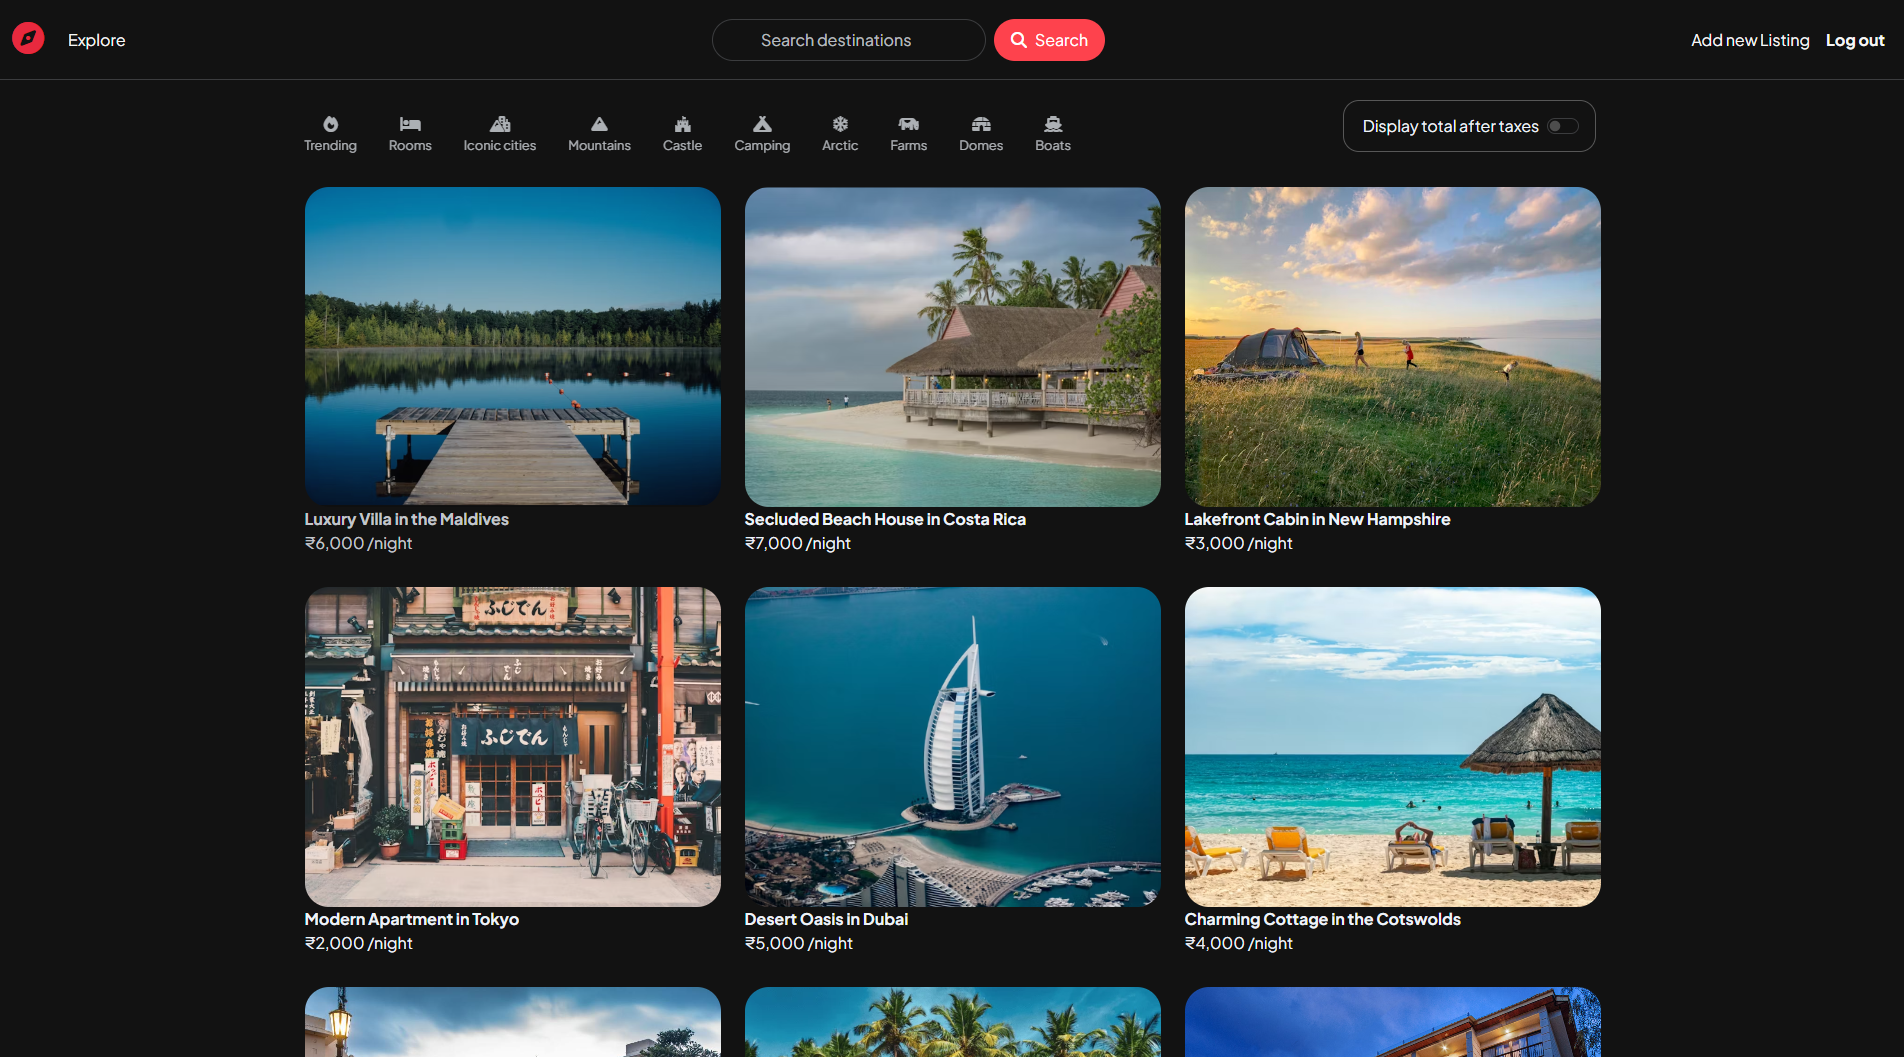 Explore
Search destinations
Search
Add new Listing
Log out
Trending
Rooms
Iconic cities
Mountains
Castle
Camping
Arctic
Farms
Domes
Boats
Display total after taxes
Luxury Villa in the Maldives
₹6,000 /night
Secluded Beach House in Costa Rica
₹7,000 /night
Lakefront Cabin in New Hampshire
₹3,000 /night
ふじでん
ふじでん
Modern Apartment in Tokyo
₹2,000 /night
Desert Oasis in Dubai
₹5,000 /night
Charming Cottage in the Cotswolds
₹4,000 /night